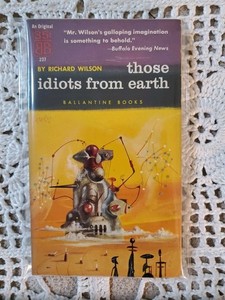 An Original
237
"Mr. Wilson's galloping imagination
is something to behold."
—Buffalo Evening News
BY RICHARD WILSON those
idiots from earth
BALLANTINE BOOKS